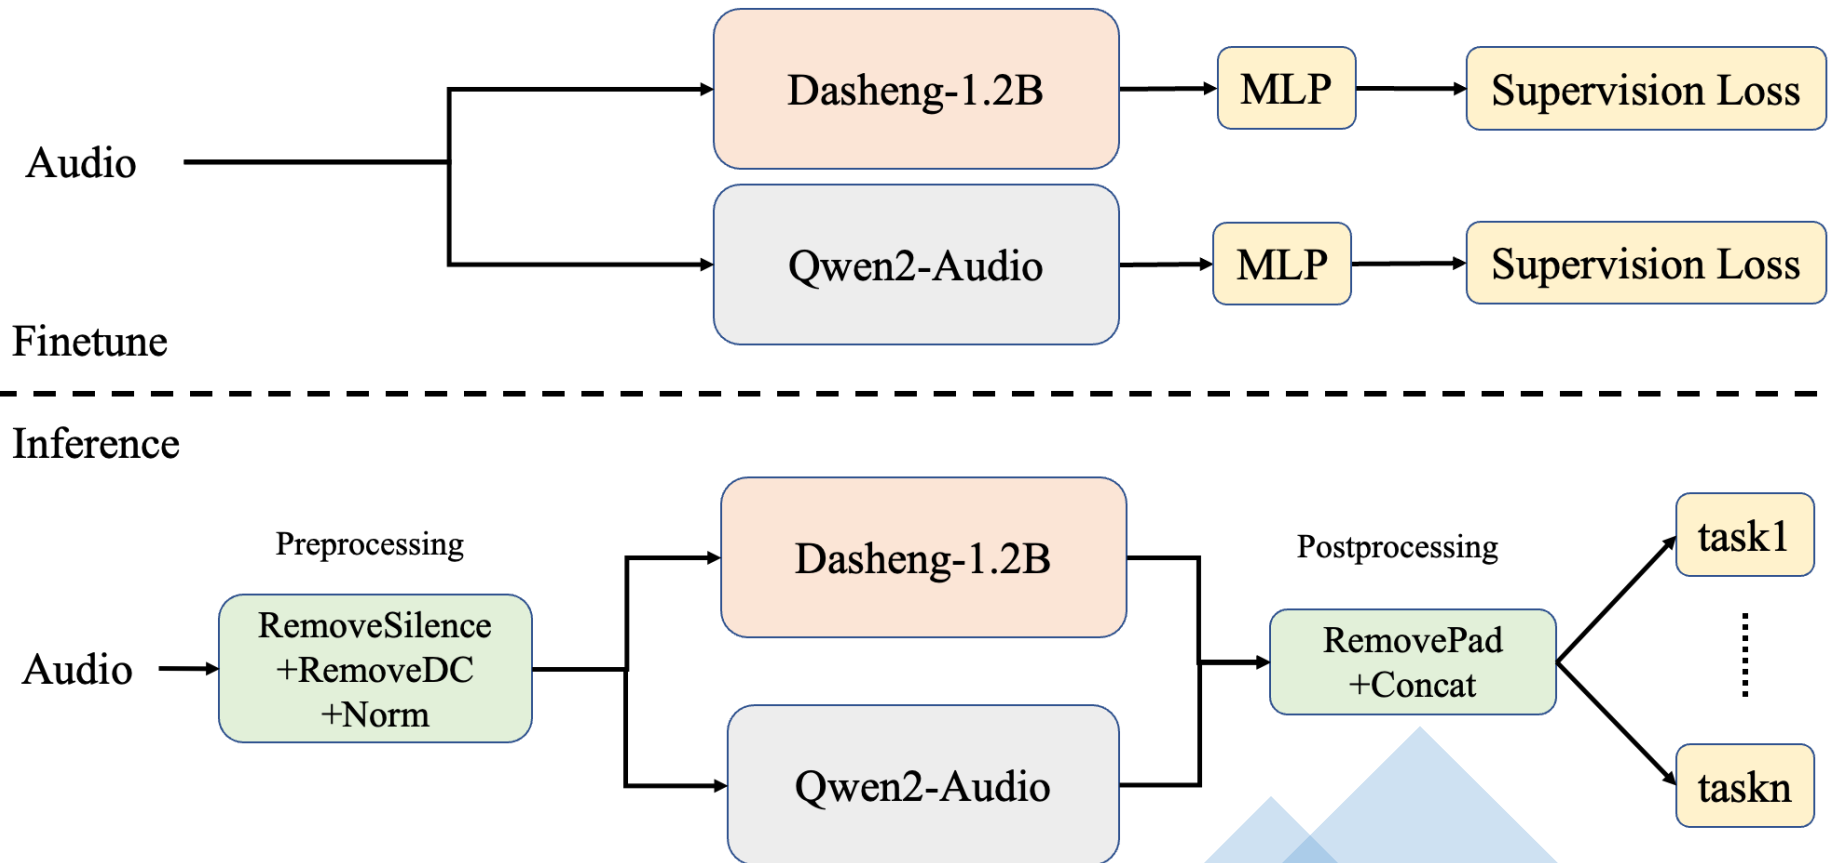 Dasheng-1.2B
MLP
Supervision Loss
Audio
Qwen2-Audio
MLP
Supervision Loss
Finetune
Inference
Preprocessing
Dasheng-1.2B
Postprocessing
task1
Audio
RemoveSilence
+RemoveDC
+Norm
RemovePad
+Concat
Qwen2-Audio
taskn